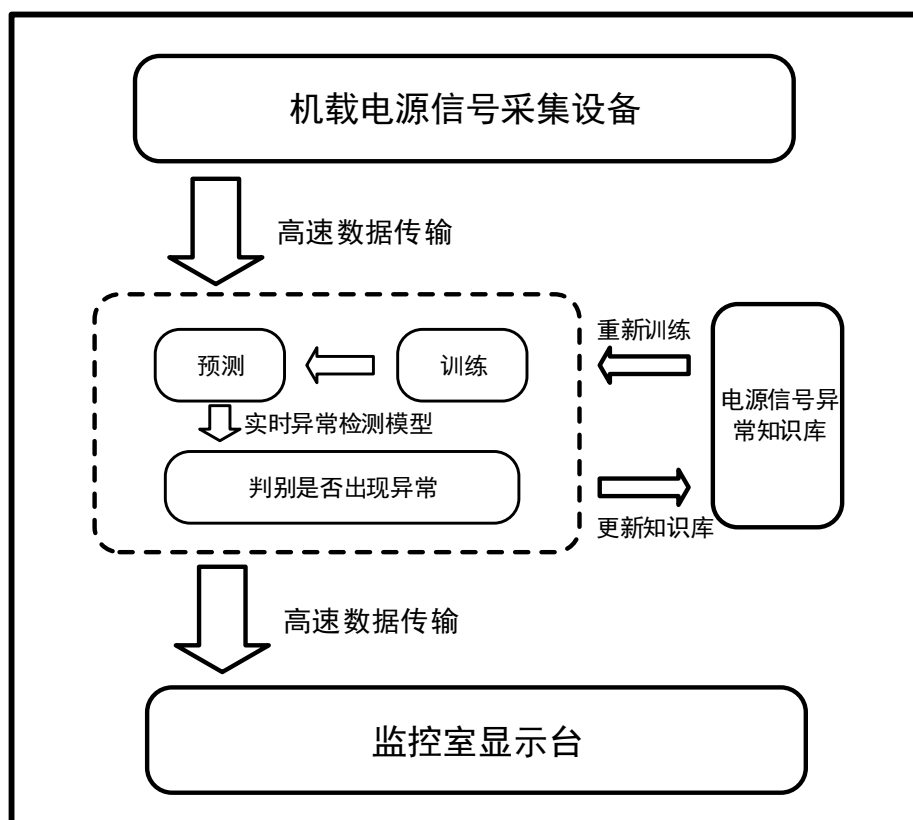 机载电源信号采集设备
高速数据传输
重新训练
预测
训练
电源信号异
常知识库
实时异常检测模型
判别是否出现异常
更新知识库
高速数据传输
监控室显示台